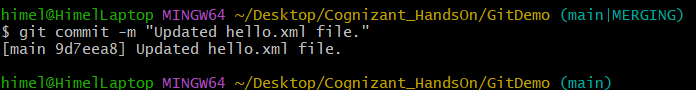 himel@HimelLaptop MINGW64 ~/Desktop/Cognizant_HandsOn/GitDemo (main|MERGING)
$ git commit -m "Updated hello.xml file."
[main 9d7eea8] Updated hello.xml file.
himel@HimelLaptop MINGW64 ~/Desktop/Cognizant_HandsOn/GitDemo (main)